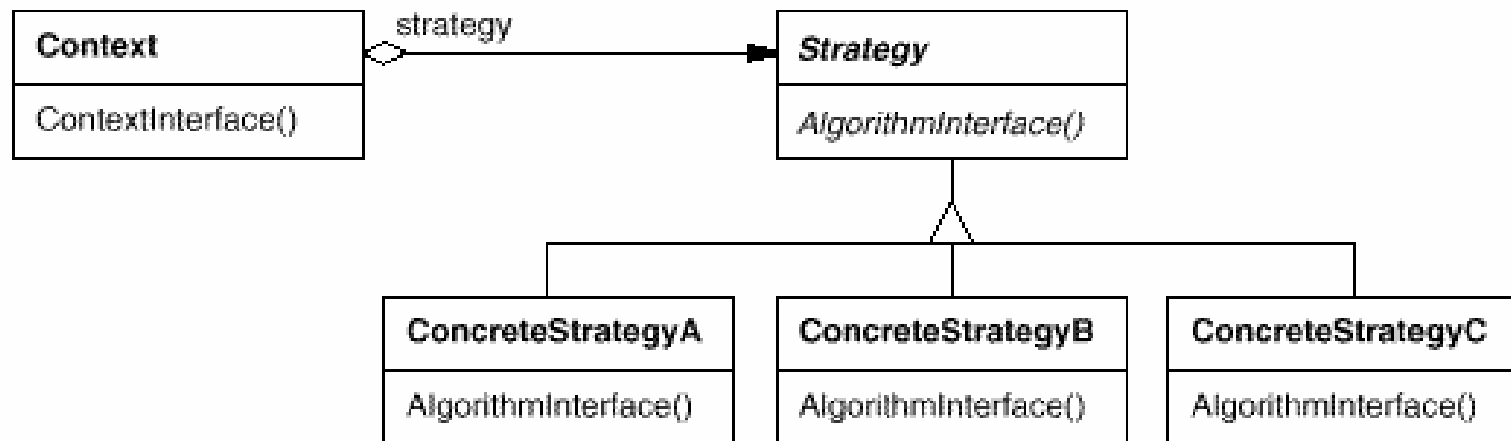 strategy
Context
Strategy
ContextInterface()
AlgorithmInterface()
ConcreteStrategyA
ConcreteStrategyB
ConcreteStrategyC
AlgorithmInterface()
AlgorithmInterface()
AlgorithmInterface()